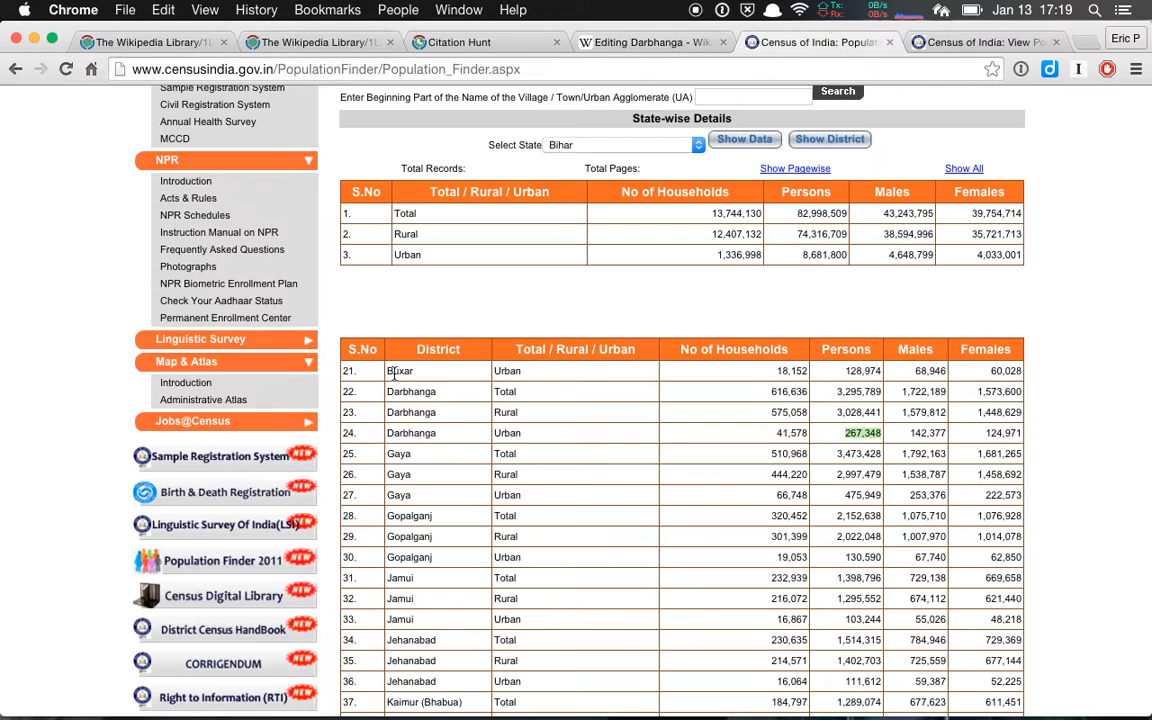 Chrome File Edit View History Bookmarks People Window Help Tx: 0B/s Rx: 0B/s Jan 13 17:19
The Wikipedia Library/1L The Wikipedia Library/1L Citation Hunt Editing Darbhanga - Wiki Census of India: Populat Census of India: View Po Eric P
www.censusindia.gov.in/PopulationFinder/Population_Finder.aspx
Sample Registration System
Civil Registration System
Annual Health Survey
MCCD
NPR
Introduction
Acts & Rules
NPR Schedules
Instruction Manual on NPR
Frequently Asked Questions
Photographs
NPR Biometric Enrollment Plan
Check Your Aadhaar Status
Permanent Enrollment Center
Linguistic Survey
Map & Atlas
Introduction
Administrative Atlas
Jobs@Census
Sample Registration System NEW
Birth & Death Registration NEW
Linguistic Survey Of India(LSI) NEW
Population Finder 2011 NEW
Census Digital Library NEW
District Census HandBook NEW
CORRIGENDUM NEW
Right to Information (RTI) NEW
Enter Beginning Part of the Name of the Village / Town/Urban Agglomerate (UA) Search
State-wise Details
Select State Bihar Show Data Show District
Total Records: Total Pages: Show Pagewise Show All
S.No Total / Rural / Urban No of Households Persons Males Females
1. Total 13,744,130 82,998,509 43,243,795 39,754,714
2. Rural 12,407,132 74,316,709 38,594,996 35,721,713
3. Urban 1,336,998 8,681,800 4,648,799 4,033,001
S.No District Total / Rural / Urban No of Households Persons Males Females
21. Buxar Urban 18,152 128,974 68,946 60,028
22. Darbhanga Total 616,636 3,295,789 1,722,189 1,573,600
23. Darbhanga Rural 575,058 3,028,441 1,579,812 1,448,629
24. Darbhanga Urban 41,578 267,348 142,377 124,971
25. Gaya Total 510,968 3,473,428 1,792,163 1,681,265
26. Gaya Rural 444,220 2,997,479 1,538,787 1,458,692
27. Gaya Urban 66,748 475,949 253,376 222,573
28. Gopalganj Total 320,452 2,152,638 1,075,710 1,076,928
29. Gopalganj Rural 301,399 2,022,048 1,007,970 1,014,078
30. Gopalganj Urban 19,053 130,590 67,740 62,850
31. Jamui Total 232,939 1,398,796 729,138 669,658
32. Jamui Rural 216,072 1,295,552 674,112 621,440
33. Jamui Urban 16,867 103,244 55,026 48,218
34. Jehanabad Total 230,635 1,514,315 784,946 729,369
35. Jehanabad Rural 214,571 1,402,703 725,559 677,144
36. Jehanabad Urban 16,064 111,612 59,387 52,225
37. Kaimur (Bhabua) Total 184,797 1,289,074 677,623 611,451